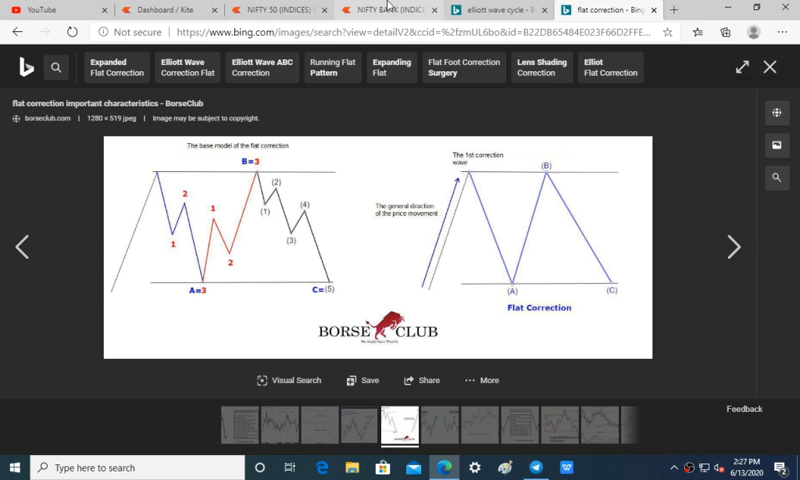 YouTube
Dashboard / Kite
NIFTY 50 (INDICES)
NIFTY BANK (INDICE
elliott wave cycle -
flat correction - Bing
Not secure
https://www.bing.com/images/search?view=detailV2&ccid=%2fzmUL6bo&id=B22DB65484E023F66D2FFE...
Expanded
Flat Correction
Elliott Wave
Correction Flat
Elliott Wave ABC
Correction
Running Flat
Pattern
Expanding
Flat
Flat Foot Correction
Surgery
Lens Shading
Correction
Elliot
Flat Correction
flat correction important characteristics - BorseClub
borseclub.com | 1280 × 519 jpeg | Image may be subject to copyright.
The base model of the flat correction
B=3
2
1
1
2
(2)
(1)
(4)
(3)
A=3
C=(5)
The 1st correction
wave
(B)
The general direction
of the price movement
(A)
(C)
Flat Correction
BORSE CLUB
Visual Search
Save
Share
More
Feedback
Type here to search
2:27 PM
6/13/2020
2